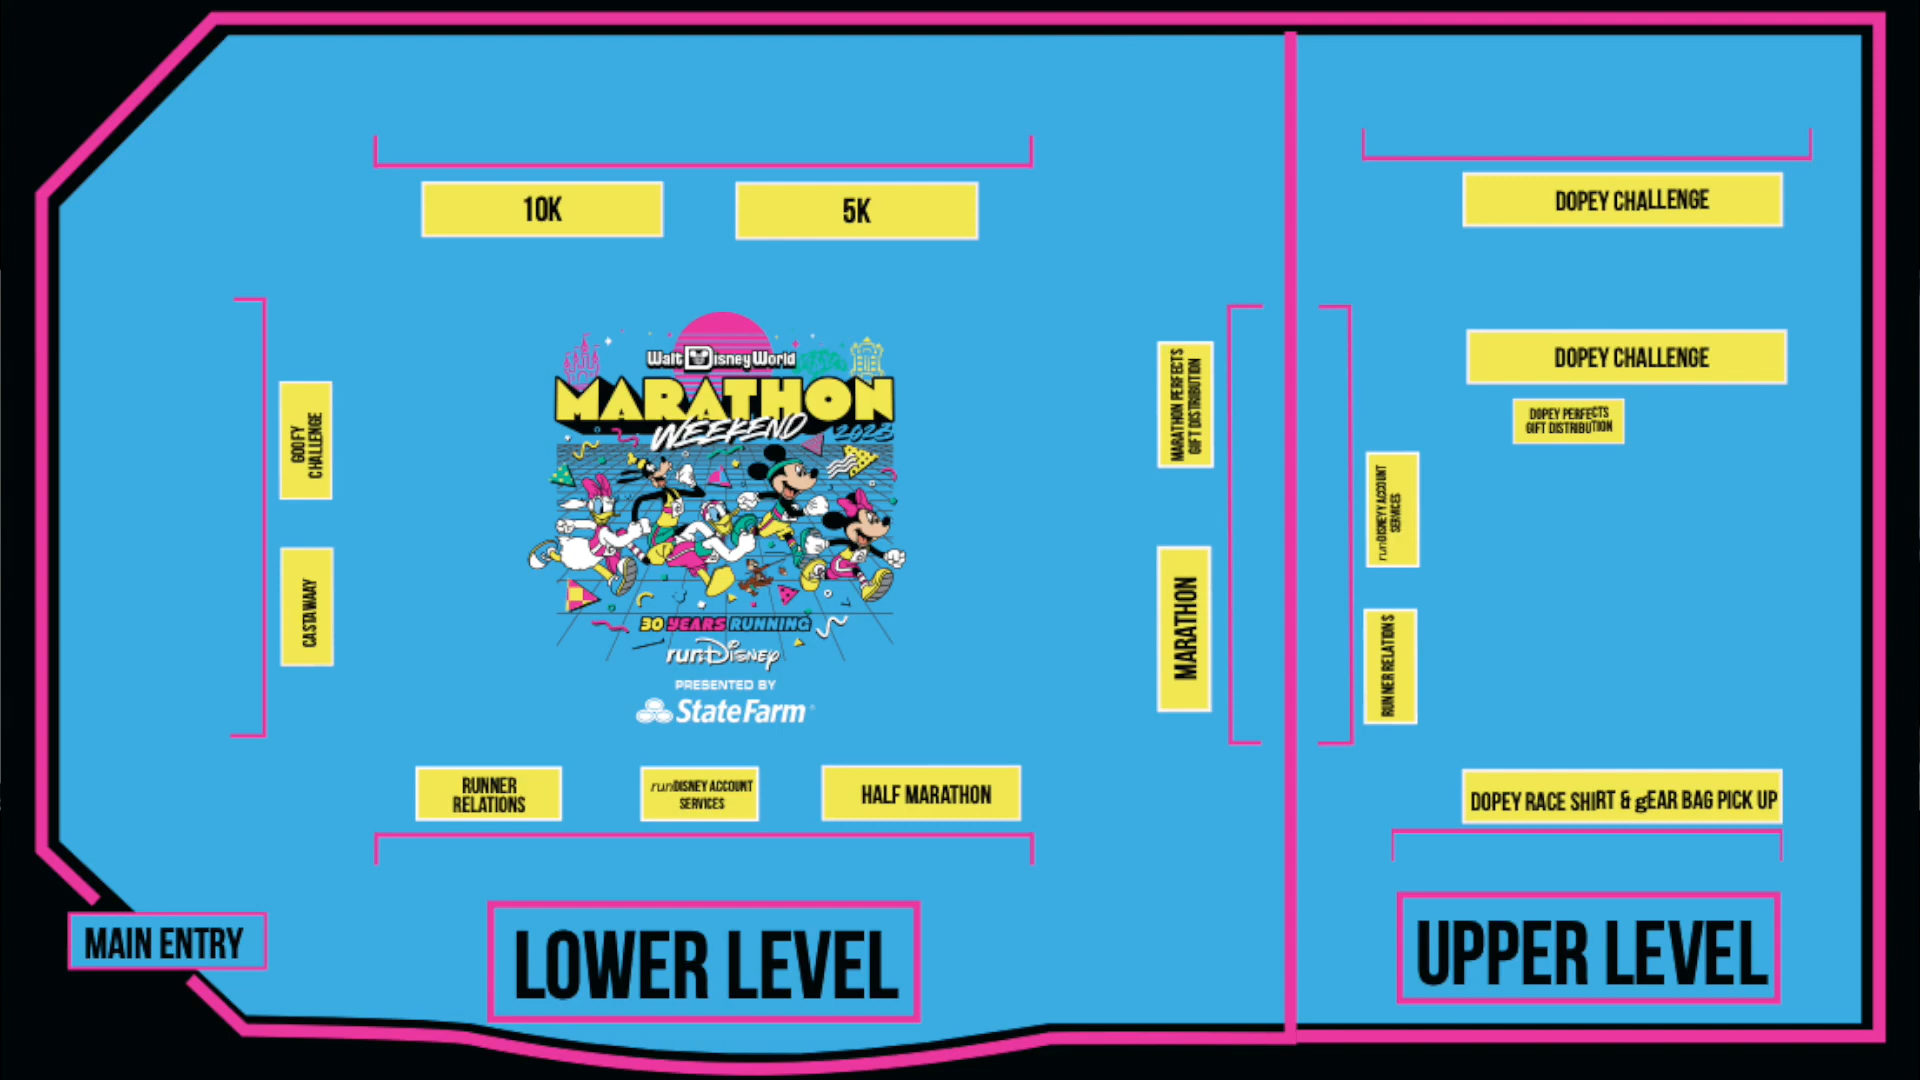 10K
5K
DOPEY CHALLENGE
DOPEY CHALLENGE
DOPEY PERFECTS
GIFT DISTRIBUTION
GOOFY
CHALLENGE
CASTAWAY
Walt Disney World
MARATHON
WEEKEND 2023
30 YEARS RUNNING
runDisney
PRESENTED BY
State Farm
MARATHON PERFECTS
GIFT DISTRIBUTION
MARATHON
runDISNEY ACCOUNT
SERVICES
RUNNER RELATIONS
RUNNER
RELATIONS
runDISNEY ACCOUNT
SERVICES
HALF MARATHON
DOPEY RACE SHIRT & gEAR BAG PICK UP
MAIN ENTRY
LOWER LEVEL
UPPER LEVEL